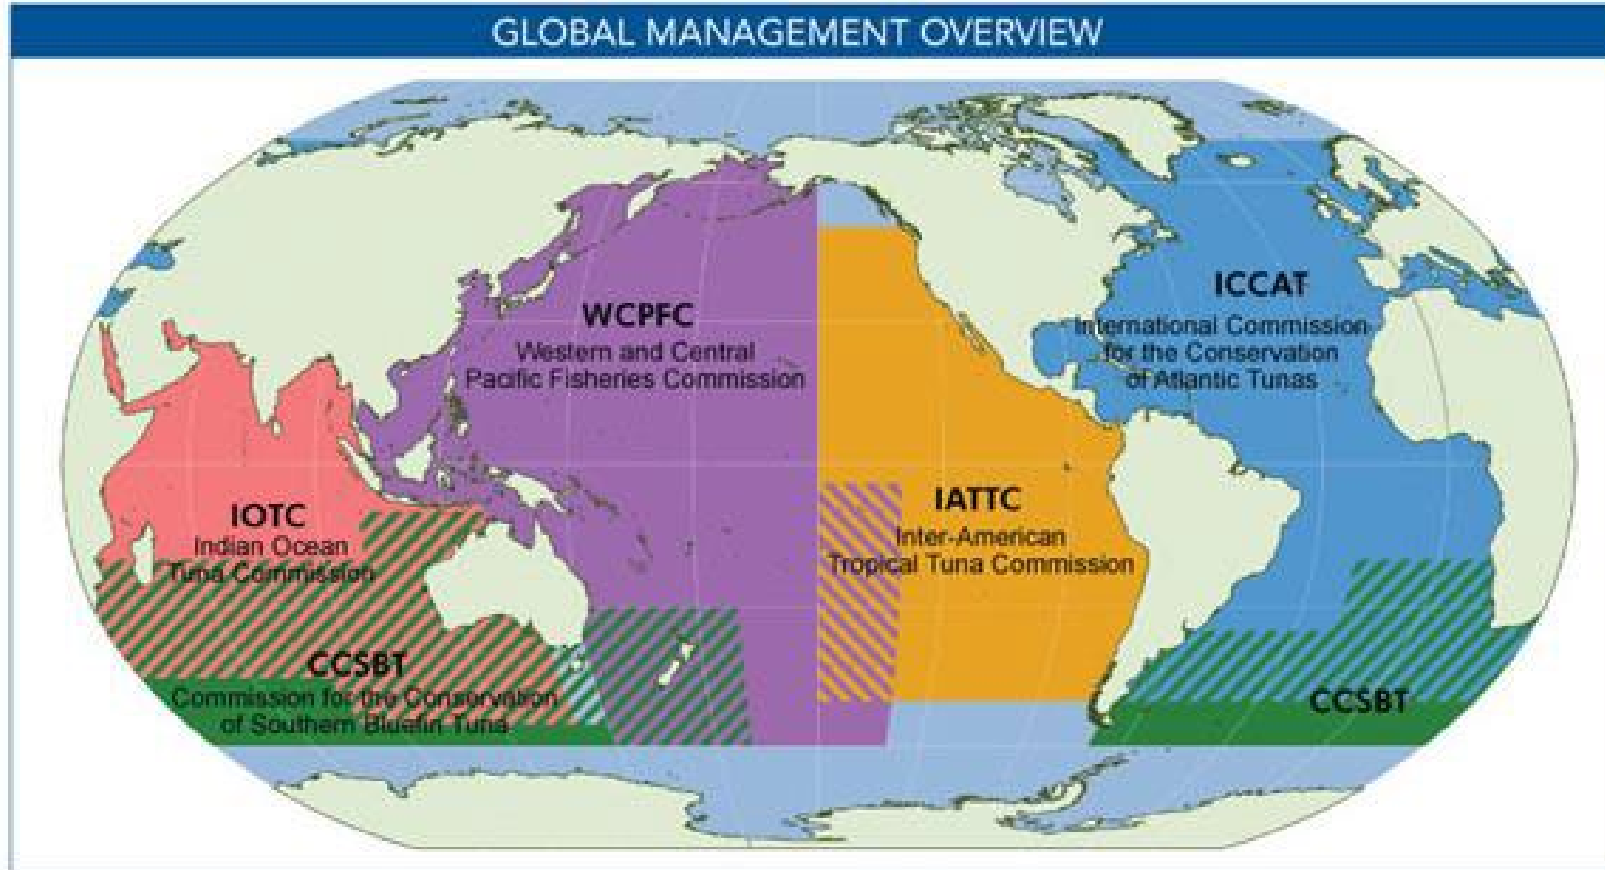 GLOBAL MANAGEMENT OVERVIEW
WCPFC
Western and Central
Pacific Fisheries Commission
ICCAT
International Commission
for the Conservation
of Atlantic Tunas
IOTC
Indian Ocean
Tuna Commission
IATTC
Inter-American
Tropical Tuna Commission
CCSBT
Commission for the Conservation
of Southern Bluefin Tuna
CCSBT